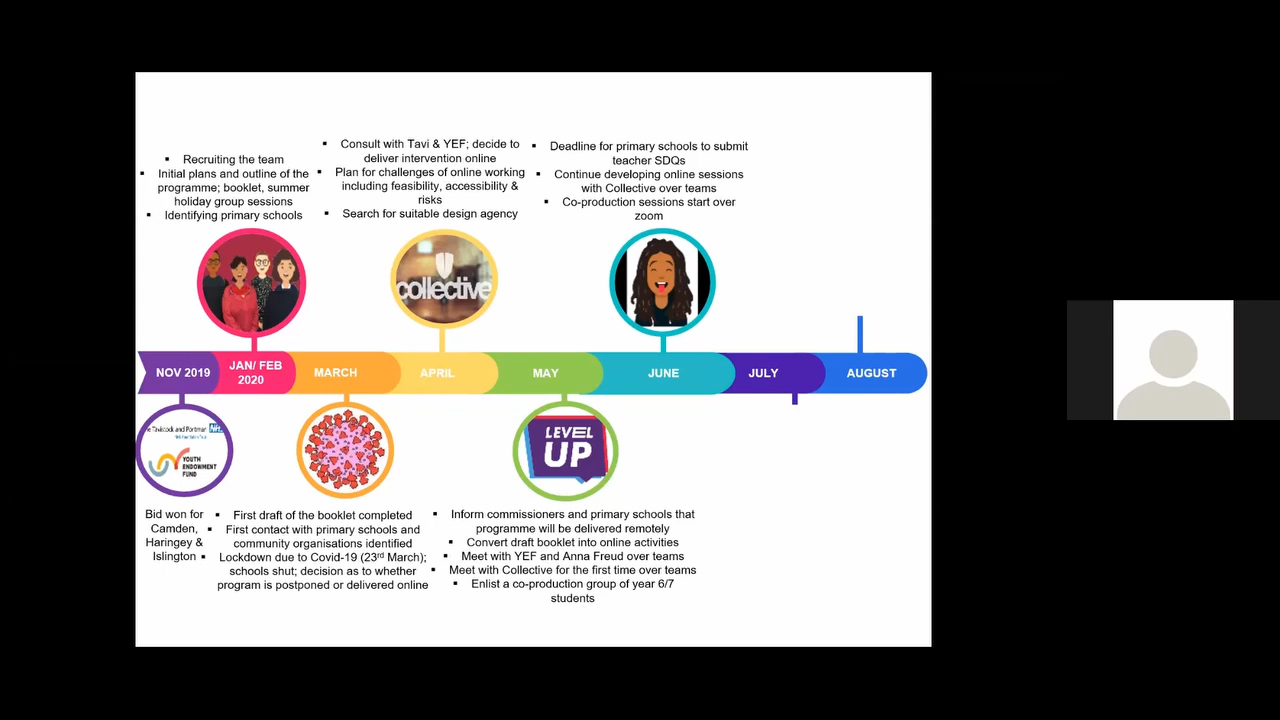 ▪ Recruiting the team
▪ Initial plans and outline of the
programme; booklet, summer
holiday group sessions
▪ Identifying primary schools
▪ Consult with Tavi & YEF; decide to
deliver intervention online
▪ Plan for challenges of online working
including feasibility, accessibility &
risks
▪ Search for suitable design agency
▪ Deadline for primary schools to submit
teacher SDQs
▪ Continue developing online sessions
with Collective over teams
▪ Co-production sessions start over
zoom
collective
NOV 2019
JAN/ FEB
2020
MARCH
APRIL
MAY
JUNE
JULY
AUGUST
e Tavistock and Portman NHS
NHS Foundation Trust
YOUTH
ENDOWMENT
FUND
LEVEL
UP
Bid won for
Camden,
Haringey &
Islington
▪ First draft of the booklet completed
▪ First contact with primary schools and
community organisations identified
▪ Lockdown due to Covid-19 (23rd March);
schools shut; decision as to whether
program is postponed or delivered online
▪ Inform commissioners and primary schools that
programme will be delivered remotely
▪ Convert draft booklet into online activities
▪ Meet with YEF and Anna Freud over teams
▪ Meet with Collective for the first time over teams
▪ Enlist a co-production group of year 6/7
students